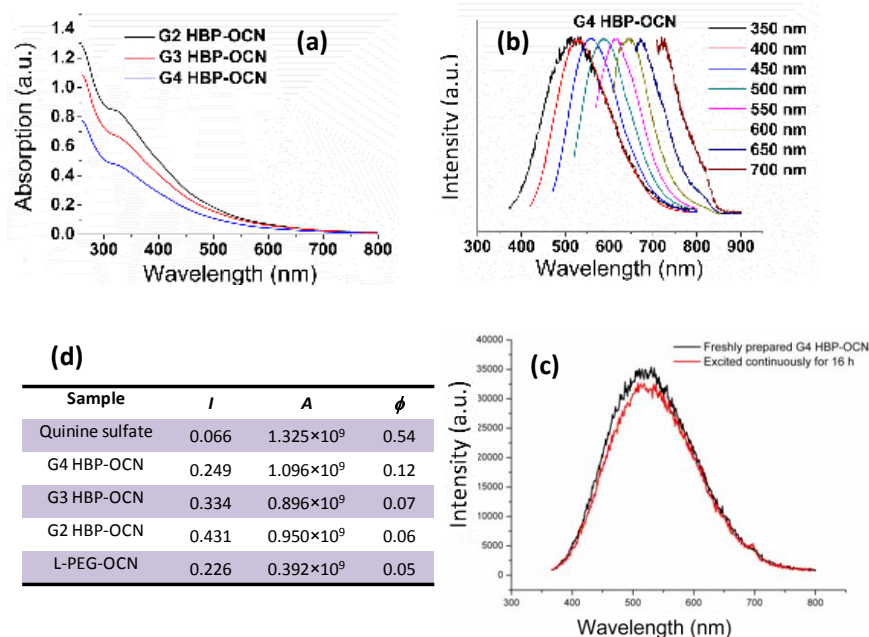 1.4
1.2
1.0
0.8
0.6
0.4
0.2
0.0
Absorption (a.u.)
G2 HBP-OCN
G3 HBP-OCN
G4 HBP-OCN
(a)
300 400 500 600 700 800
Wavelength (nm)
G4 HBP-OCN
(b)
Intensity (a.u.)
350 nm
400 nm
450 nm
500 nm
550 nm
600 nm
650 nm
700 nm
300 400 500 600 700 800 900
Wavelength (nm)
(d)
Sample I A ϕ
Quinine sulfate 0.066 1.325×10⁹ 0.54
G4 HBP-OCN 0.249 1.096×10⁹ 0.12
G3 HBP-OCN 0.334 0.896×10⁹ 0.07
G2 HBP-OCN 0.431 0.950×10⁹ 0.06
L-PEG-OCN 0.226 0.392×10⁹ 0.05
40000
35000
30000
25000
20000
15000
10000
5000
0
Intensity (a.u.)
Freshly prepared G4 HBP-OCN
Excited continuously for 16 h
(c)
300 400 500 600 700 800
Wavelength (nm)